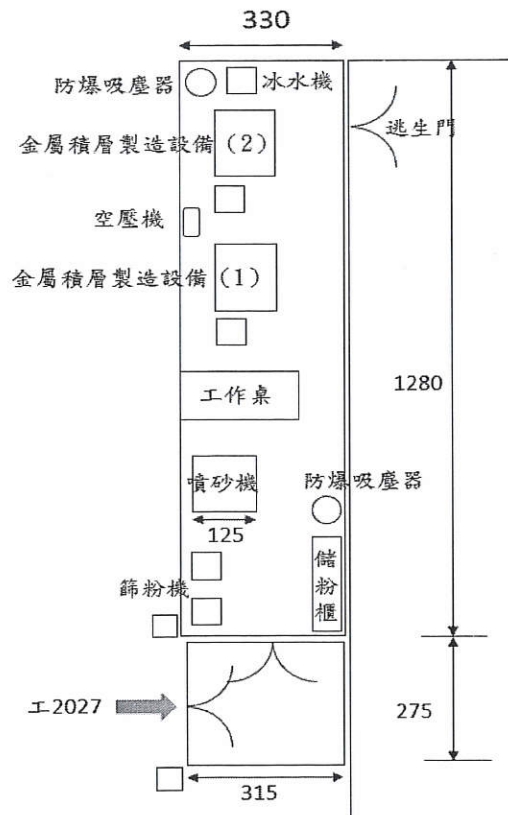 330
防爆吸塵器
冰水機
逃生門
金屬積層製造設備(2)
空壓機
金屬積層製造設備(1)
1280
工作桌
噴砂機
防爆吸塵器
125
儲粉櫃
篩粉機
工2027
275
315